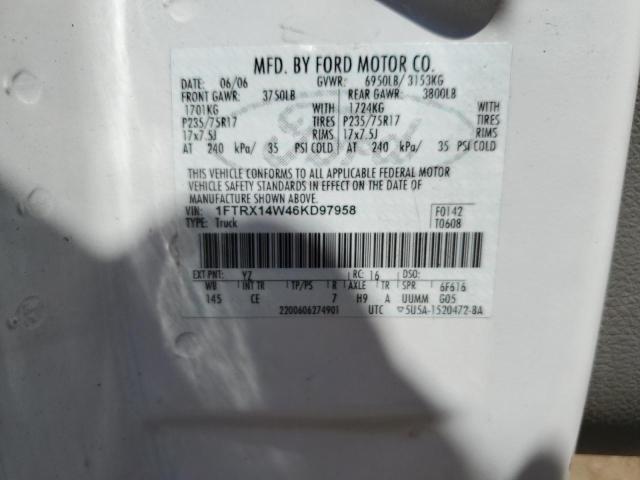 MFD. BY FORD MOTOR CO.
DATE: 06/06 GVWR: 6950LB/ 3153KG
FRONT GAWR: 3750LB REAR GAWR: 3800LB
1701KG WITH 1724KG WITH
P235/75R17 TIRES P235/75R17 TIRES
17x7.5J RIMS 17x7.5J RIMS
AT 240 kPa/ 35 PSI COLD AT 240 kPa/ 35 PSI COLD
THIS VEHICLE CONFORMS TO ALL APPLICABLE FEDERAL MOTOR
VEHICLE SAFETY STANDARDS IN EFFECT ON THE DATE OF
MANUFACTURE SHOWN ABOVE.
VIN: 1FTRX14W46KD97958 F0142
TYPE: Truck T0608
EXT PNT: YZ RC: 16 DSO:
WB INT TR TP/PS R AXLE TR SPR 6F616
145 CE 7 H9 A UUMM G05
2200606274901 UTC ▽5U5A-1520472-BA
Ford